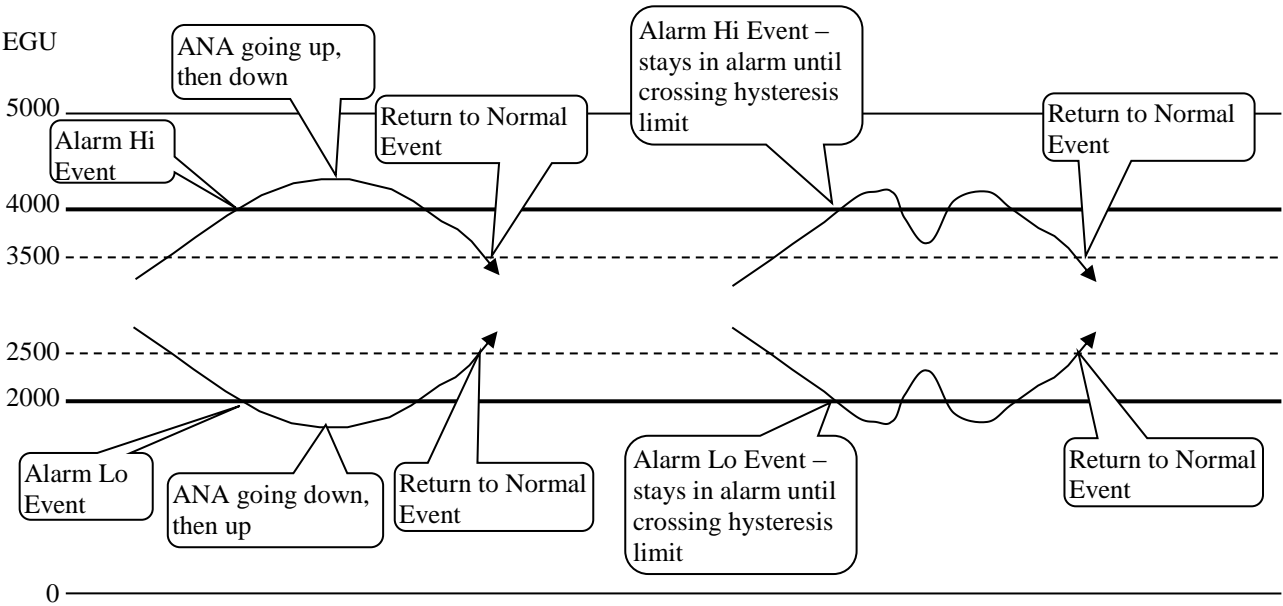 EGU
ANA going up,
then down
Alarm Hi Event –
stays in alarm until
crossing hysteresis
limit
5000
Return to Normal
Event
Return to Normal
Event
Alarm Hi
Event
4000
3500
2500
2000
Alarm Lo
Event
ANA going down,
then up
Return to Normal
Event
Alarm Lo Event –
stays in alarm until
crossing hysteresis
limit
Return to Normal
Event
0